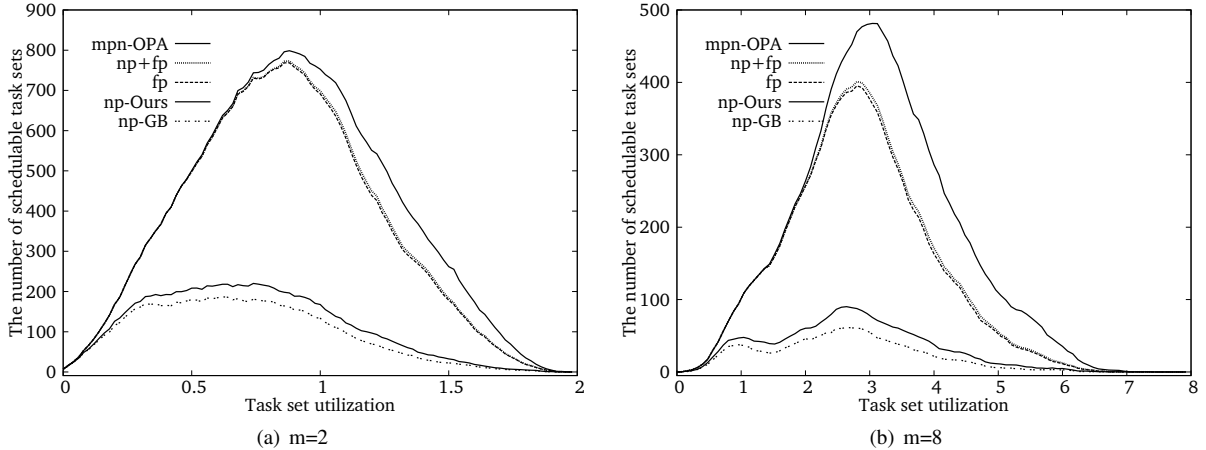 The number of schedulable task sets
900
800
700
600
500
400
300
200
100
0
mpn-OPA
np+fp
fp
np-Ours
np-GB
0 0.5 1 1.5 2
Task set utilization
(a) m=2
The number of schedulable task sets
500
400
300
200
100
0
mpn-OPA
np+fp
fp
np-Ours
np-GB
0 1 2 3 4 5 6 7 8
Task set utilization
(b) m=8